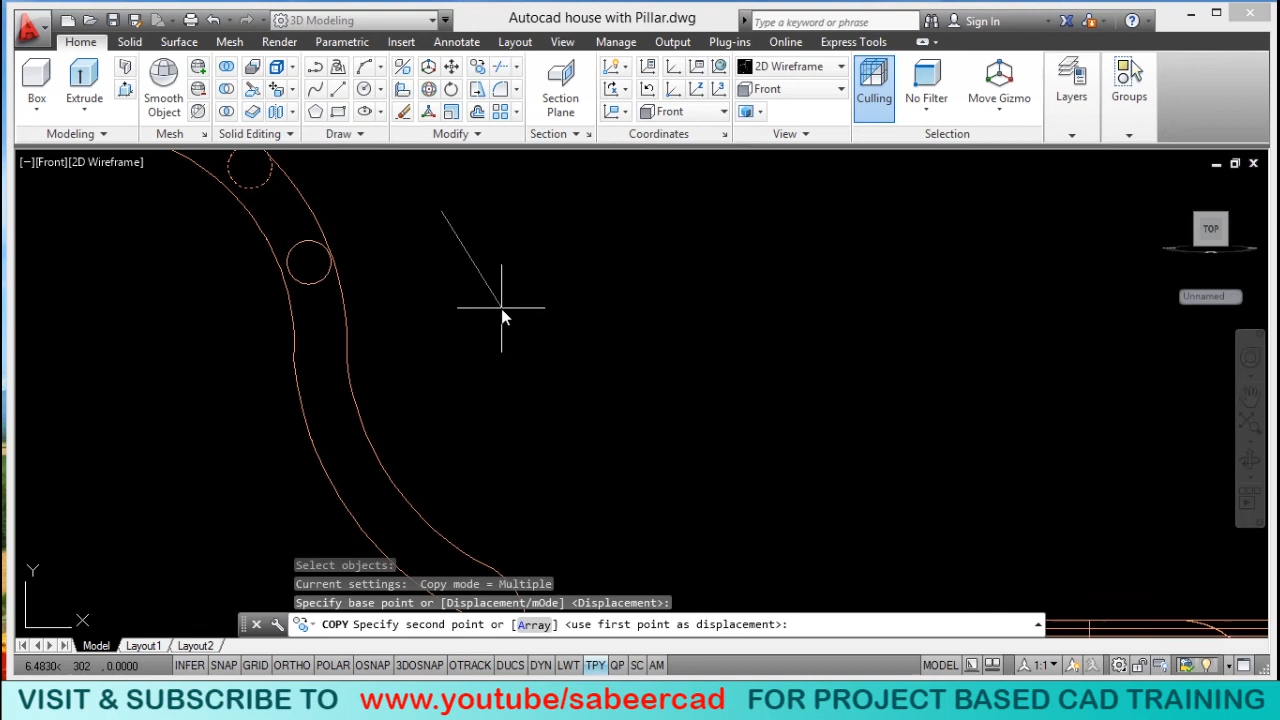 3D Modeling
Autocad house with Pillar.dwg
Type a keyword or phrase
Sign In
Home Solid Surface Mesh Render Parametric Insert Annotate Layout View Manage Output Plug-ins Online Express Tools
Box
Extrude
Smooth
Object
Section
Plane
2D Wireframe
Front
Front
Culling
No Filter
Move Gizmo
Layers
Groups
Modeling Mesh Solid Editing Draw Modify Section Coordinates View Selection
[−][Front][2D Wireframe]
TOP
Unnamed
Y
X
Select objects:
Current settings: Copy mode = Multiple
Specify base point or [Displacement/mOde] <Displacement>:
COPY Specify second point or [Array] <use first point as displacement>:
Model Layout1 Layout2
6.4830< 302 , 0.0000 INFER SNAP GRID ORTHO POLAR OSNAP 3DOSNAP OTRACK DUCS DYN LWT TPY QP SC AM MODEL 1:1
VISIT & SUBSCRIBE TO www.youtube/sabeercad FOR PROJECT BASED CAD TRAINING